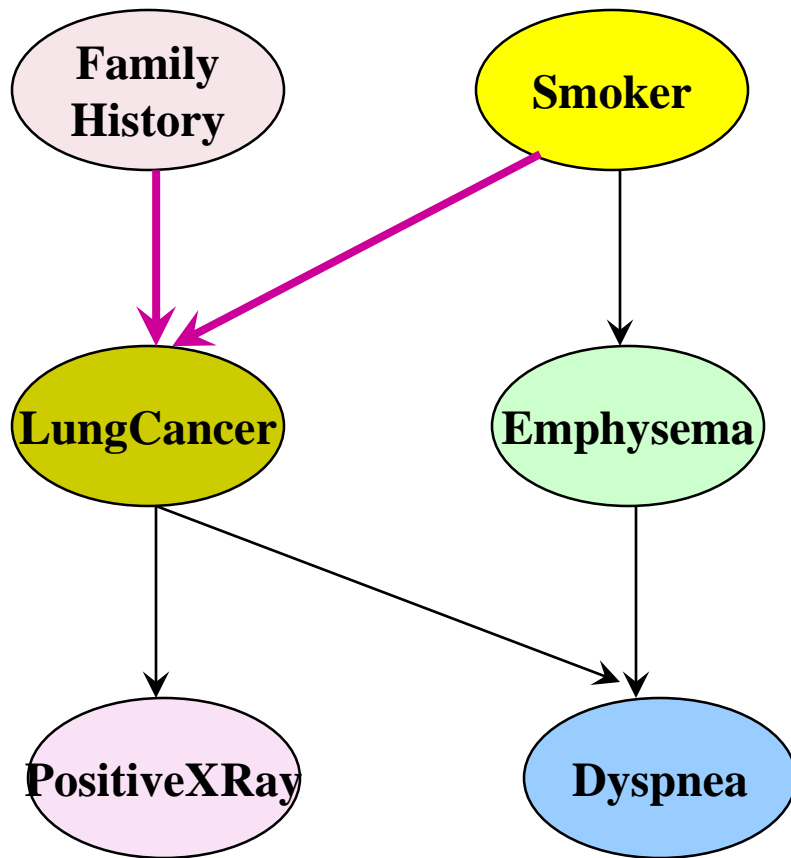 Family
History
Smoker
LungCancer
Emphysema
PositiveXRay
Dyspnea